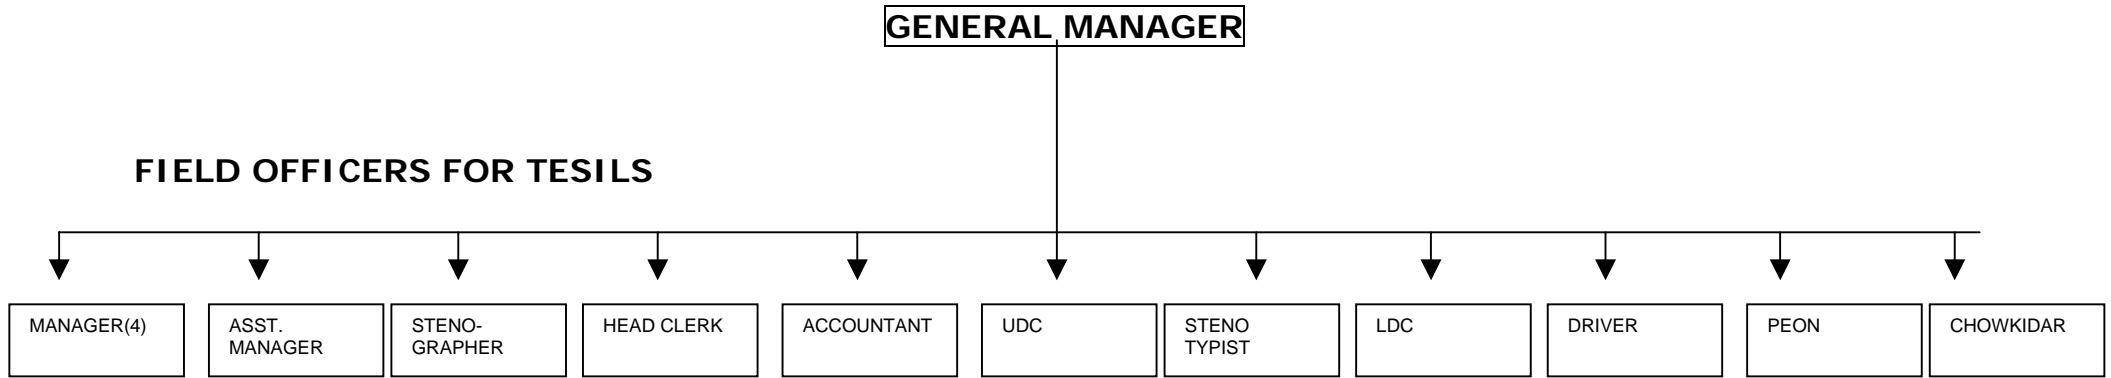 GENERAL MANAGER
FIELD OFFICERS FOR TESILS
MANAGER(4)
ASST.
MANAGER
STENO-
GRAPHER
HEAD CLERK
ACCOUNTANT
UDC
STENO
TYPIST
LDC
DRIVER
PEON
CHOWKIDAR